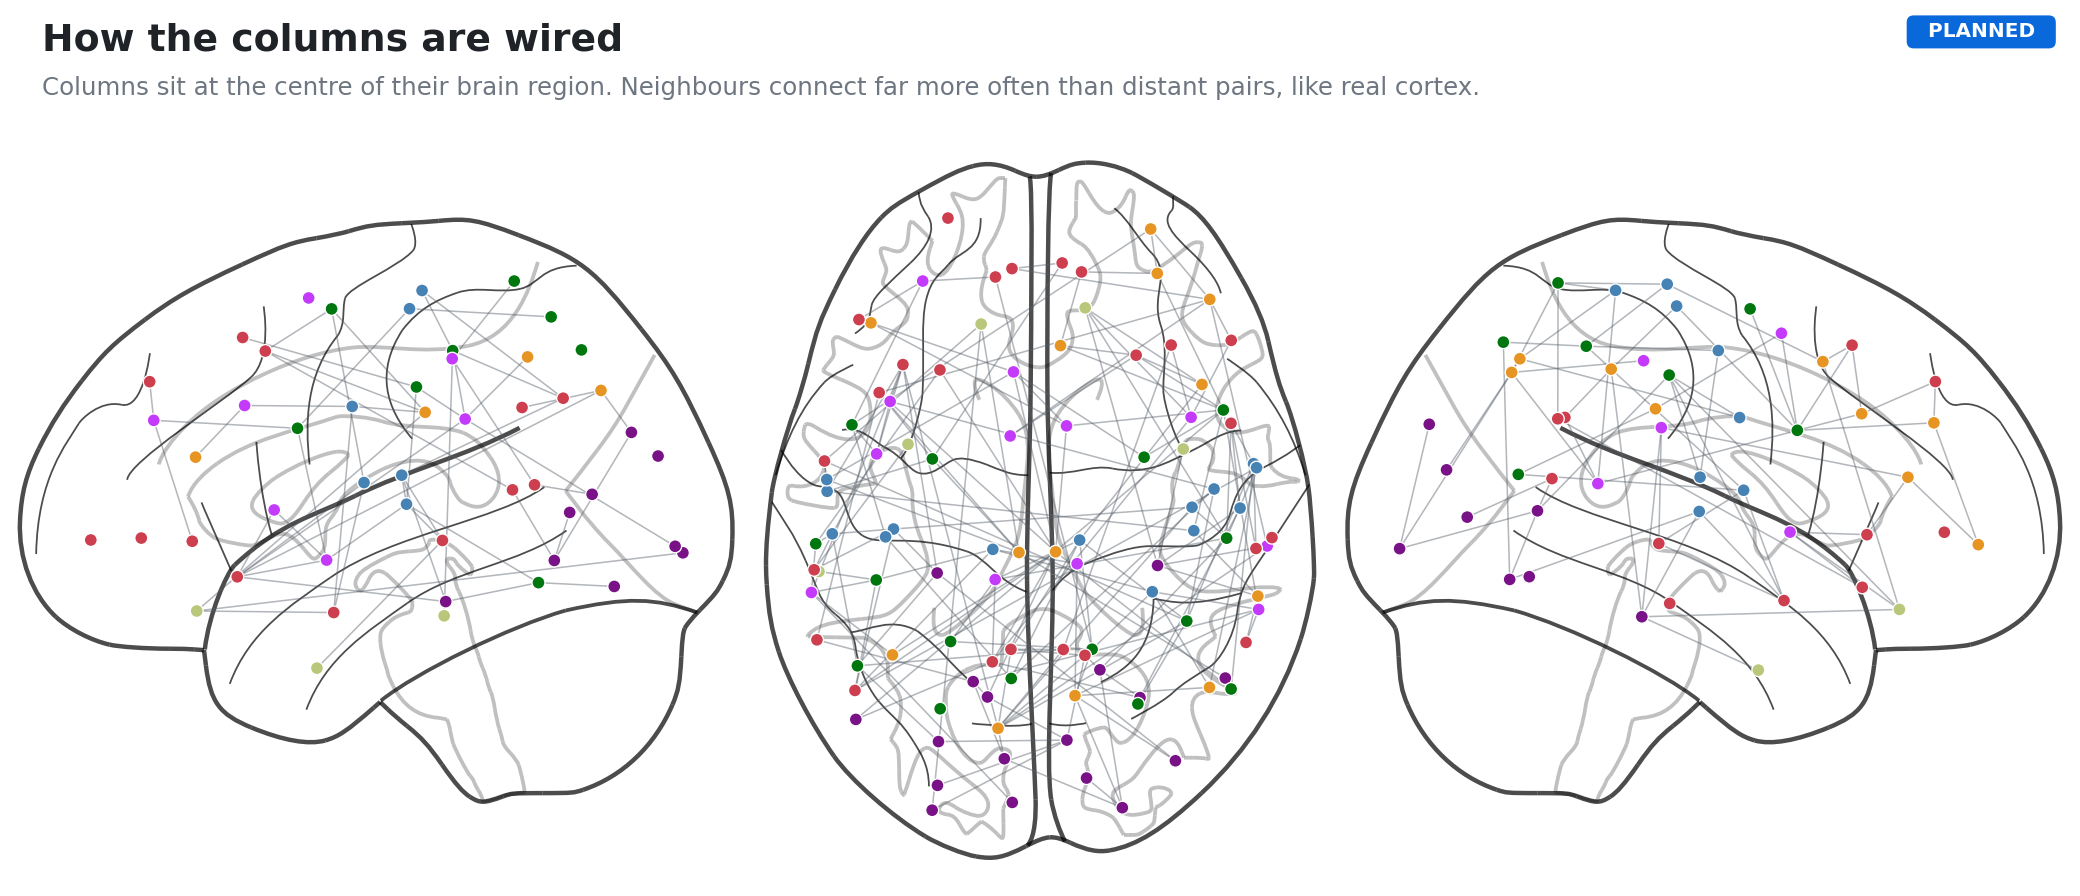 How the columns are wired
PLANNED
Columns sit at the centre of their brain region. Neighbours connect far more often than distant pairs, like real cortex.